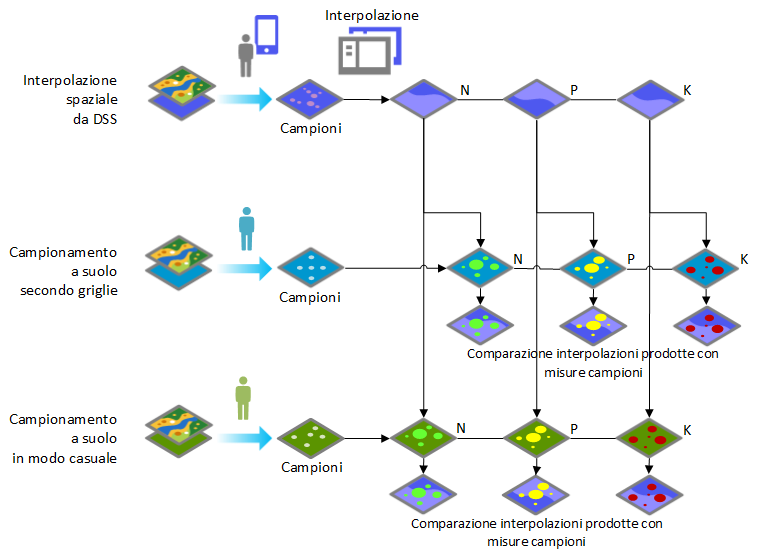 Interpolazione
Interpolazione
spaziale
da DSS
N
P
K
Campioni
Campionamento
a suolo
secondo griglie
N
P
K
Campioni
Comparazione interpolazioni prodotte con
misure campioni
Campionamento
a suolo
in modo casuale
N
P
K
Campioni
Comparazione interpolazioni prodotte con
misure campioni